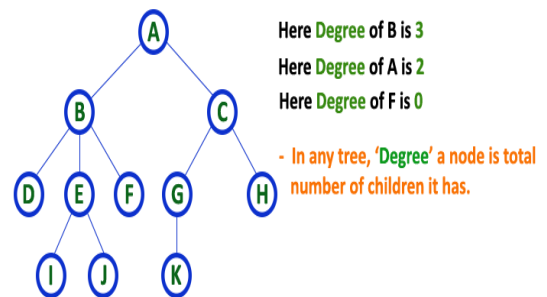 A
Here Degree of B is 3
Here Degree of A is 2
B
C
Here Degree of F is 0
- In any tree, ‘Degree’ a node is total
number of children it has.
D
E
F
G
H
I
J
K